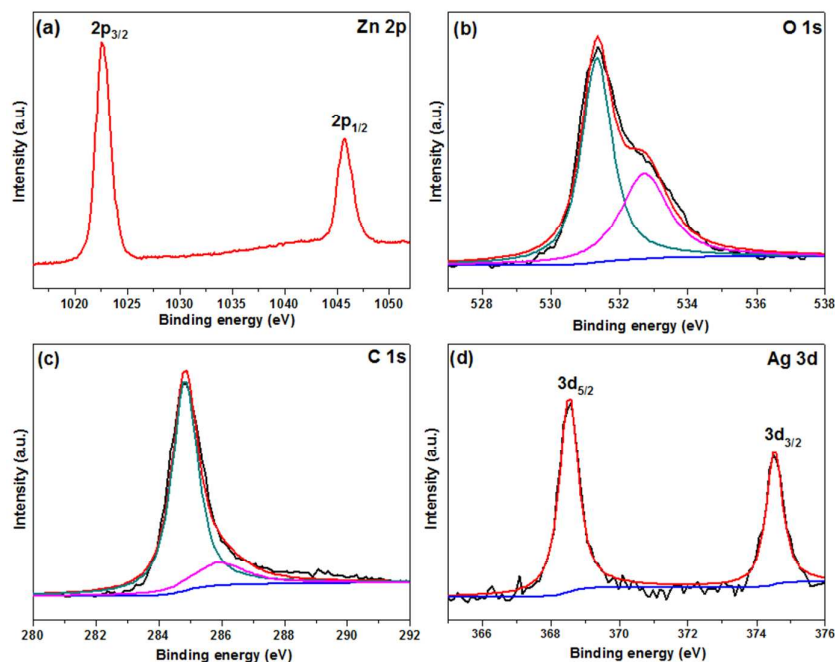 (a) Zn 2p
2p3/2
2p1/2
Intensity (a.u.)
1020 1025 1030 1035 1040 1045 1050
Binding energy (eV)
(b) O 1s
Intensity (a.u.)
528 530 532 534 536 538
Binding energy (eV)
(c) C 1s
Intensity (a.u.)
280 282 284 286 288 290 292
Binding energy (eV)
(d) Ag 3d
3d5/2
3d3/2
Intensity (a.u.)
366 368 370 372 374 376
Binding energy (eV)